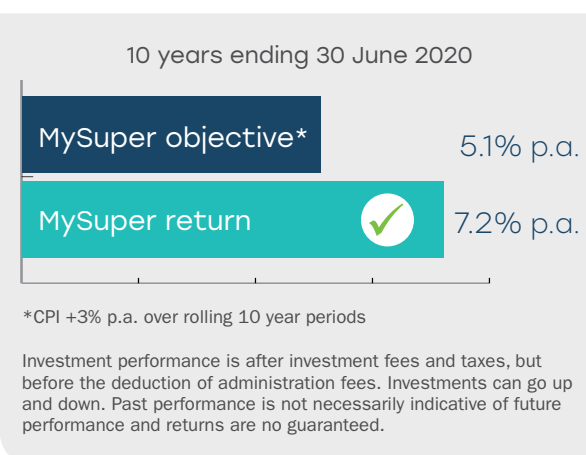 10 years ending 30 June 2020
MySuper objective*
5.1% p.a.
MySuper return
7.2% p.a.
*CPI +3% p.a. over rolling 10 year periods
Investment performance is after investment fees and taxes, but
before the deduction of administration fees. Investments can go up
and down. Past performance is not necessarily indicative of future
performance and returns are no guaranteed.